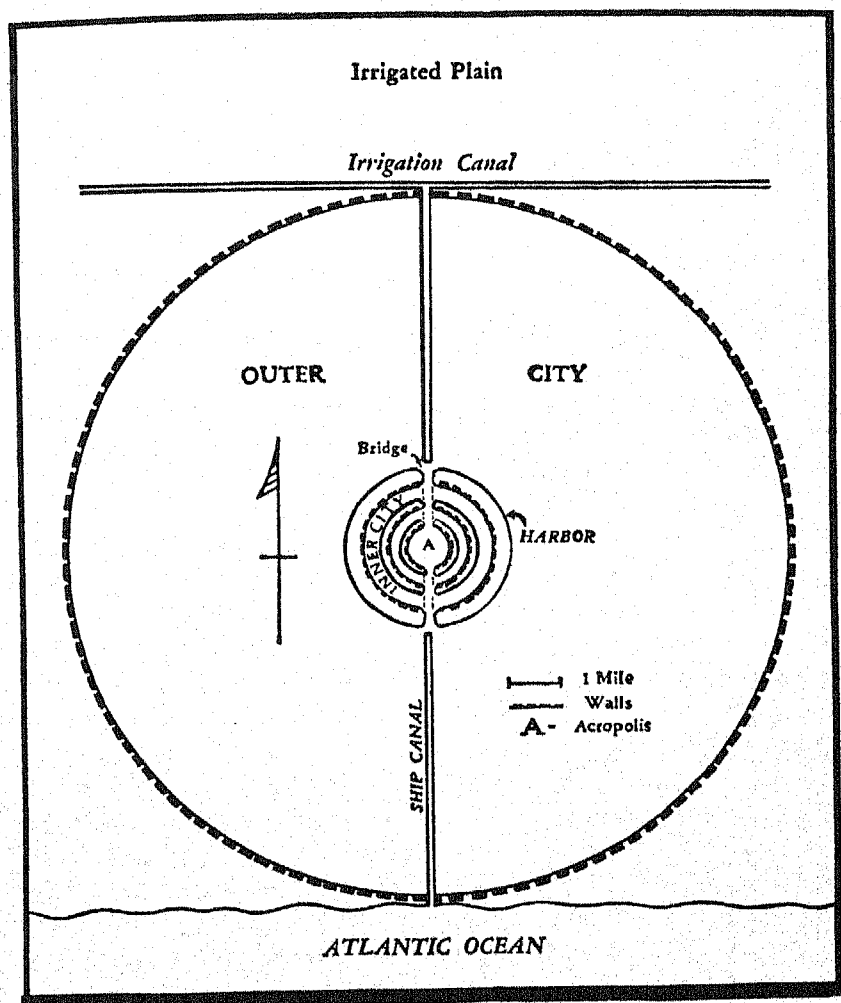 Irrigated Plain
Irrigation Canal
OUTER CITY
Bridge
INNER CITY
A
HARBOR
1 Mile
Walls
A - Acropolis
SHIP CANAL
ATLANTIC OCEAN